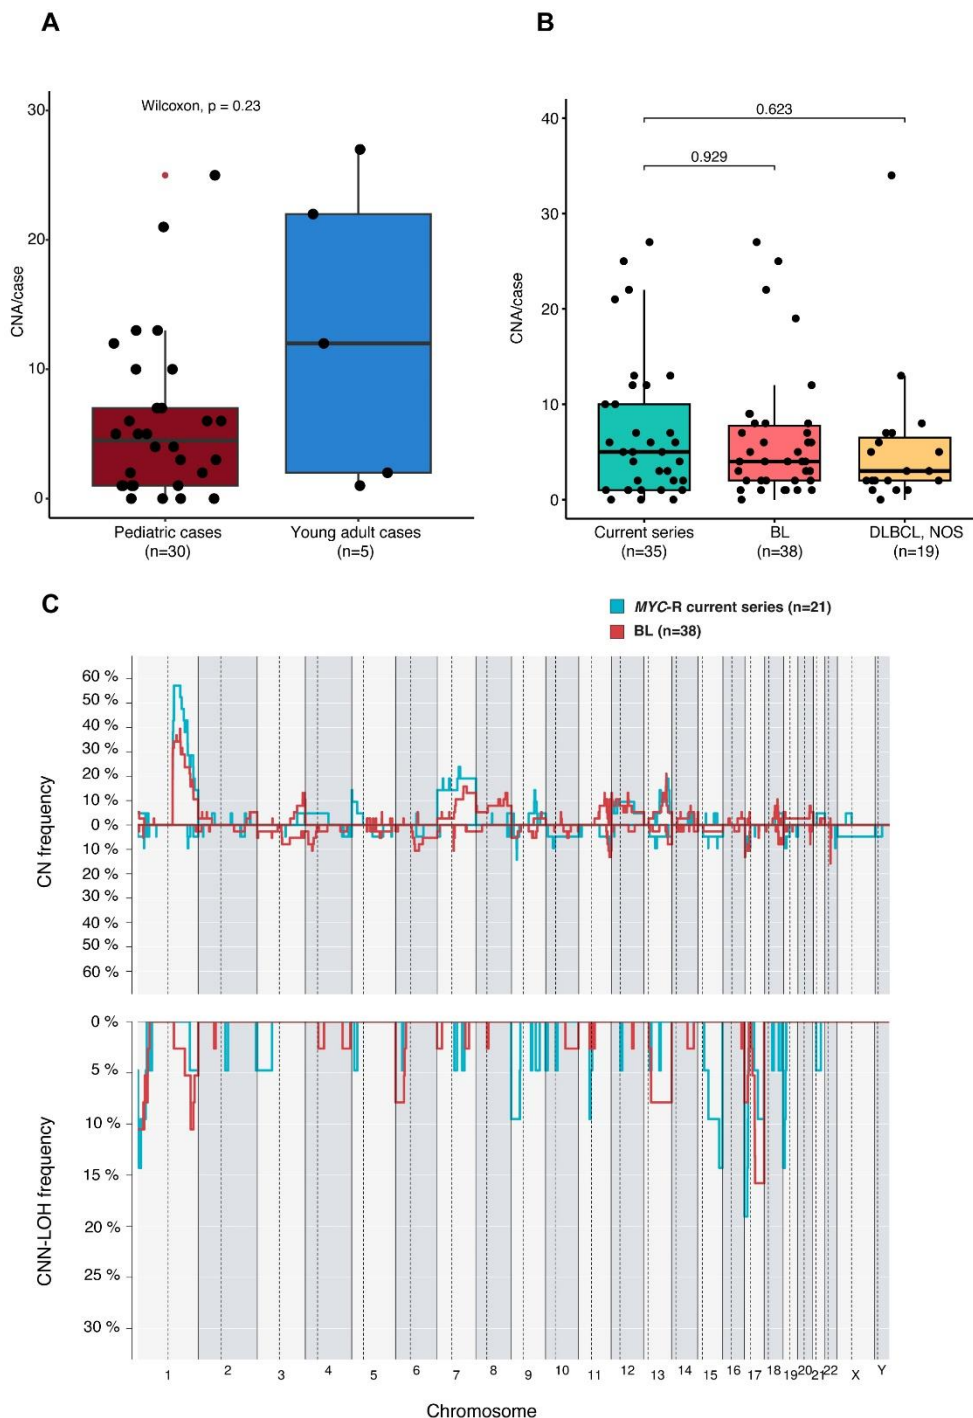 A
B
Wilcoxon, p = 0.23
30
20
10
0
CNA/case
Pediatric cases
(n=30)
Young adult cases
(n=5)
40
30
20
10
0
CNA/case
0.623
0.929
Current series
(n=35)
BL
(n=38)
DLBCL, NOS
(n=19)
C
MYC-R current series (n=21)
BL (n=38)
CN frequency
60 %
50 %
40 %
30 %
20 %
10 %
0 %
10 %
20 %
30 %
40 %
50 %
60 %
CNN-LOH frequency
0 %
5 %
10 %
15 %
20 %
25 %
30 %
1 2 3 4 5 6 7 8 9 10 11 12 13 14 15 16 17 18 19 20 21 22 X Y
Chromosome